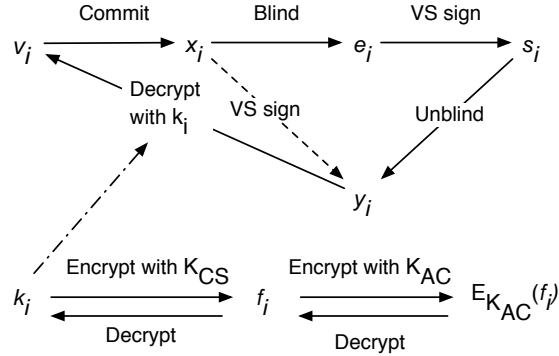 Commit Blind VS sign
v_i x_i e_i s_i
Decrypt
with k_i VS sign Unblind
y_i
Encrypt with K_CS Encrypt with K_AC
k_i f_i E_K_AC(f_i)
Decrypt Decrypt